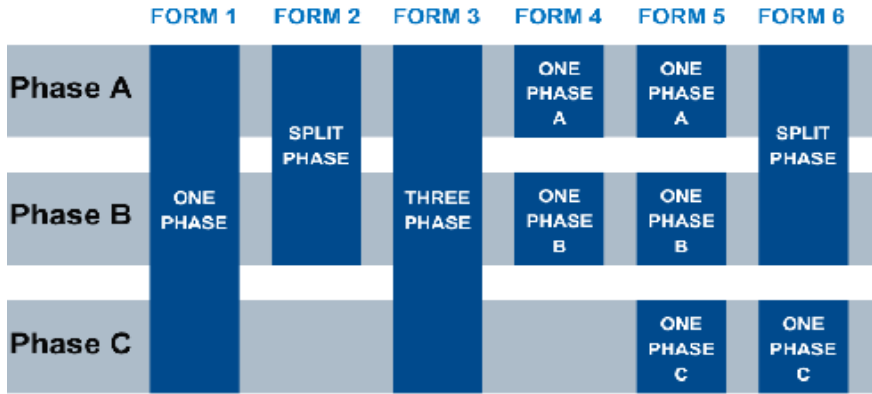 FORM 1 FORM 2 FORM 3 FORM 4 FORM 5 FORM 6
Phase A
Phase B
Phase C
ONE
PHASE
SPLIT
PHASE
THREE
PHASE
ONE
PHASE
A
ONE
PHASE
B
ONE
PHASE
A
ONE
PHASE
B
ONE
PHASE
C
SPLIT
PHASE
ONE
PHASE
C